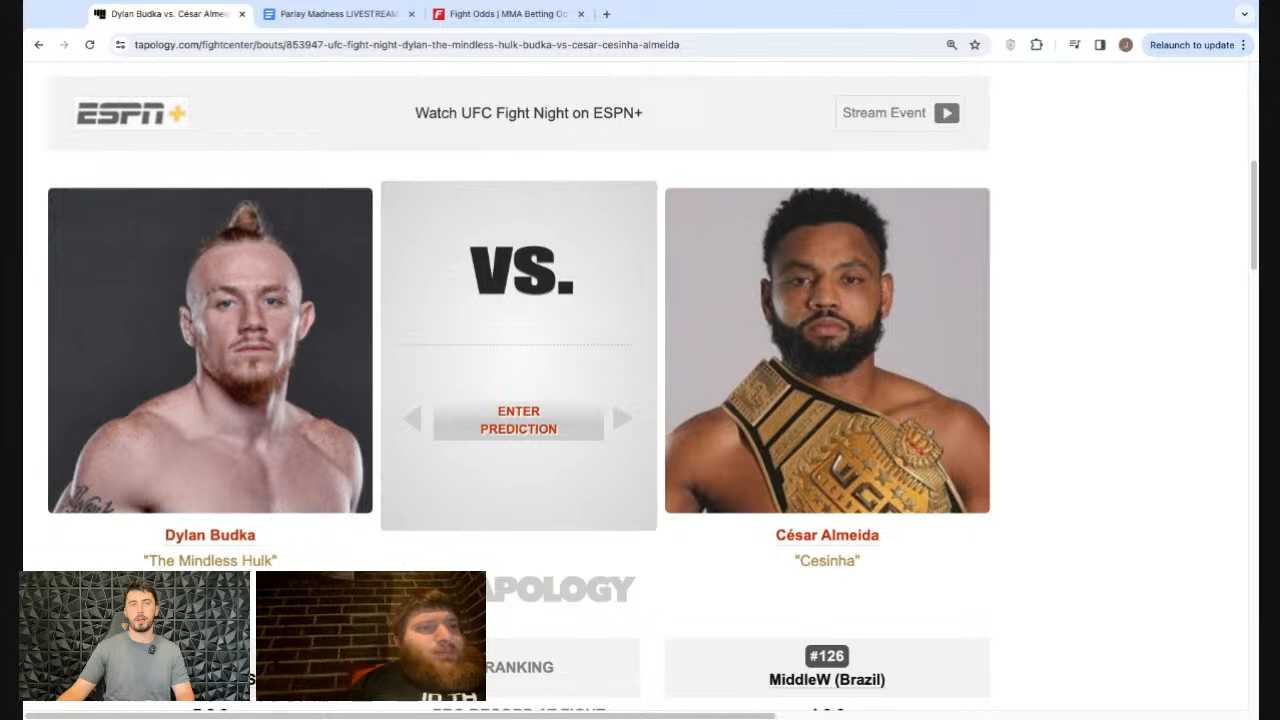 Dylan Budka vs. César Almei
Parlay Madness LIVESTREAM
Fight Odds | MMA Betting Od
tapology.com/fightcenter/bouts/853947-ufc-fight-night-dylan-the-mindless-hulk-budka-vs-cesar-cesinha-almeida
Relaunch to update
ESPN+
Watch UFC Fight Night on ESPN+
Stream Event
VS.
ENTER
PREDICTION
Dylan Budka
César Almeida
"The Mindless Hulk"
"Cesinha"
APOLOGY
RANKING
#126
MiddleW (Brazil)